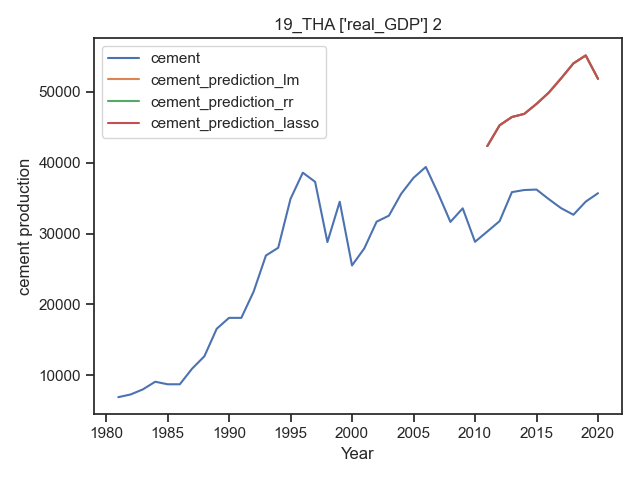 19_THA ['real_GDP'] 2
cement
cement_prediction_lm
cement_prediction_rr
cement_prediction_lasso
cement production
50000
40000
30000
20000
10000
1980 1985 1990 1995 2000 2005 2010 2015 2020
Year